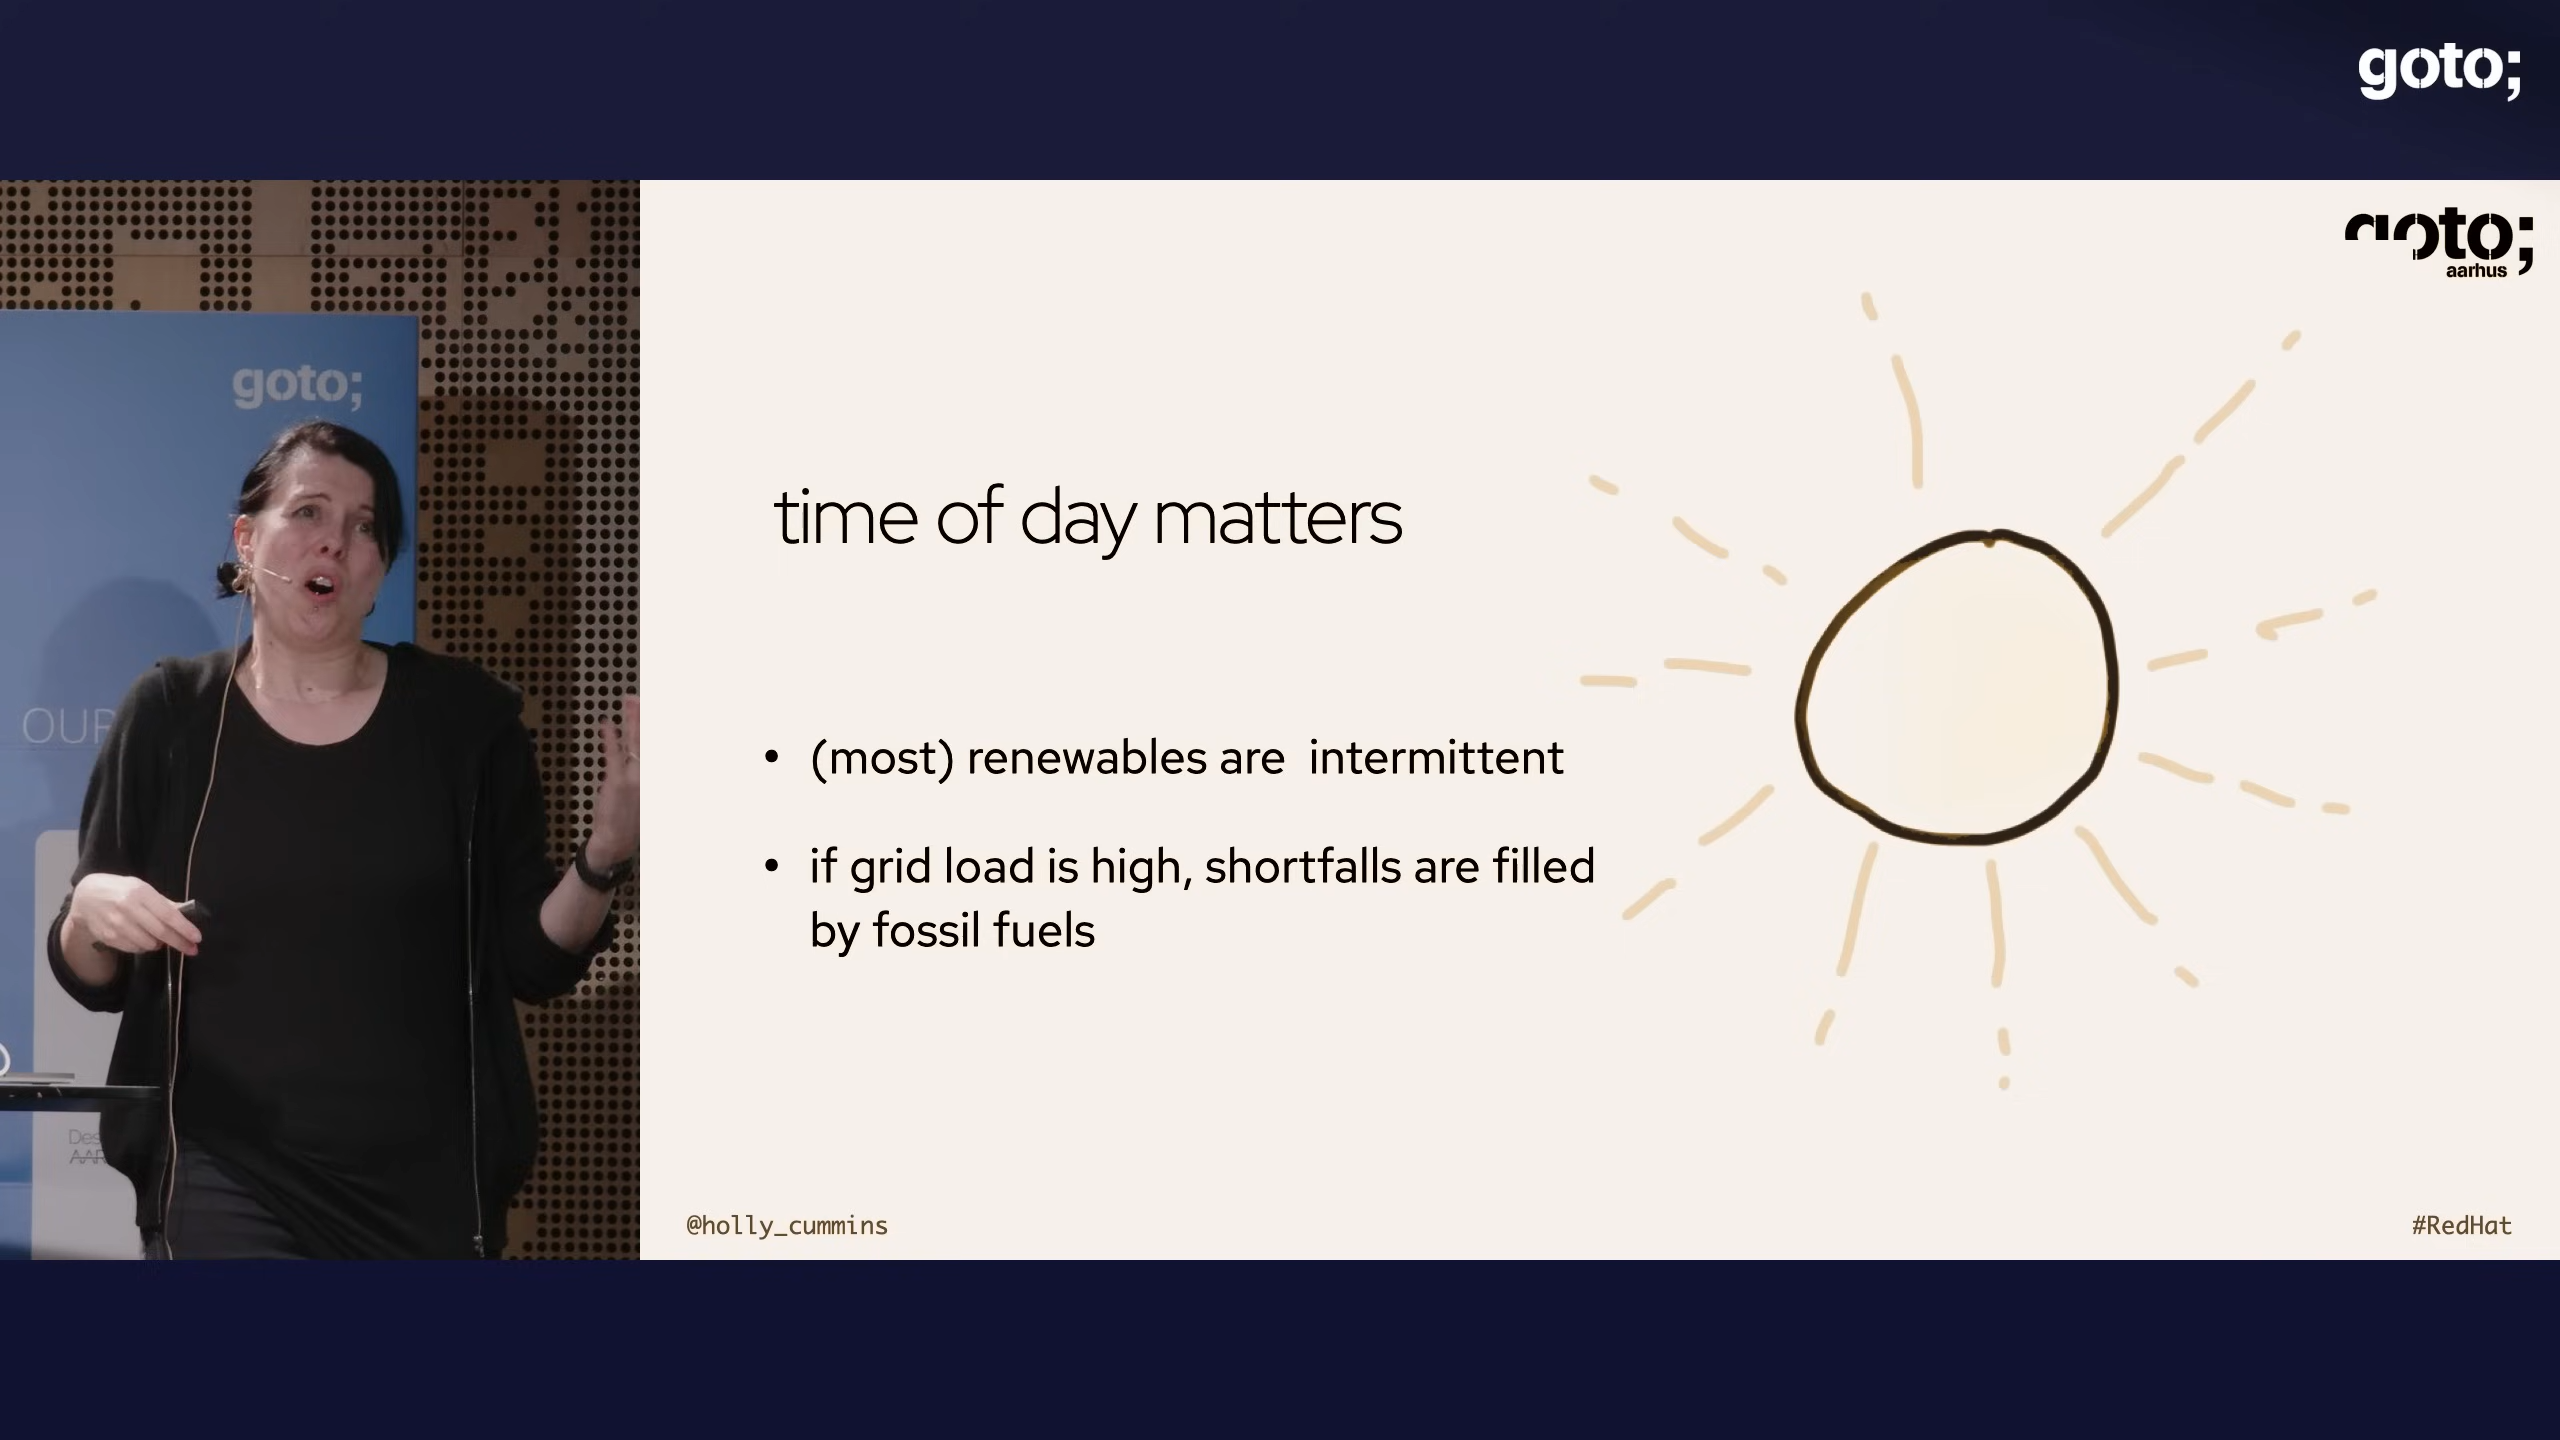 goto;
goto;
aarhus
goto;
OUR
time of day matters
• (most) renewables are  intermittent
• if grid load is high, shortfalls are filled
by fossil fuels
@holly_cummins
#RedHat